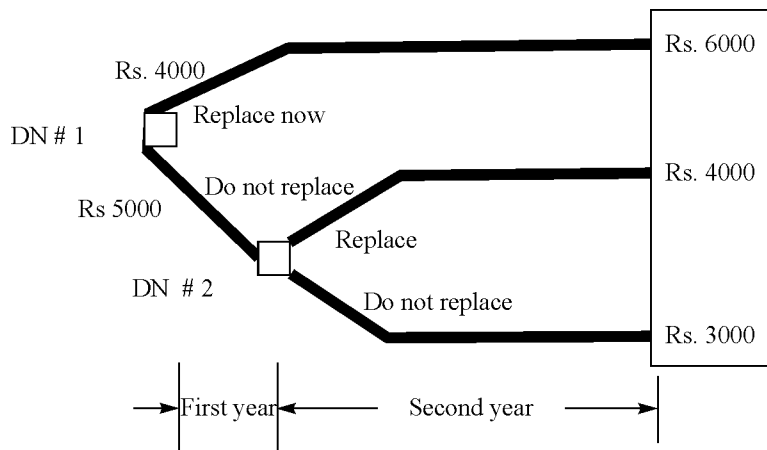 Rs. 4000
Rs. 6000
Replace now
DN # 1
Do not replace
Rs. 4000
Rs 5000
Replace
DN # 2
Do not replace
Rs. 3000
First year
Second year